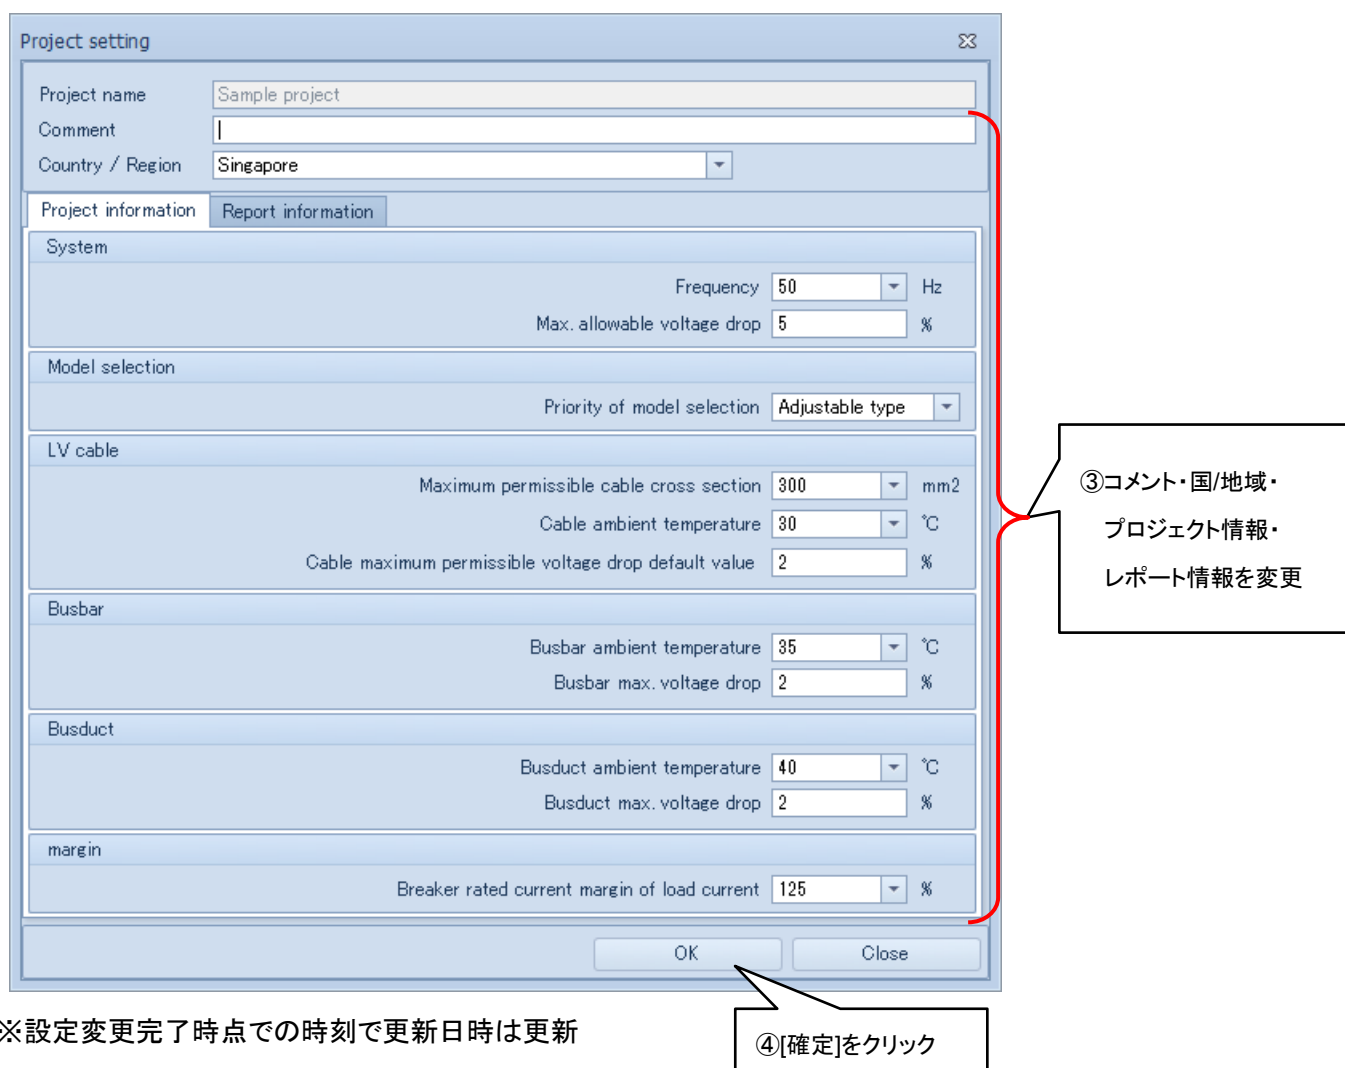 Project setting
Project name Sample project
Comment
Country / Region Singapore
Project information Report information
System
Frequency 50 Hz
Max. allowable voltage drop 5 %
Model selection
Priority of model selection Adjustable type
LV cable
Maximum permissible cable cross section 300 mm2
Cable ambient temperature 30 ℃
Cable maximum permissible voltage drop default value 2 %
Busbar
Busbar ambient temperature 35 ℃
Busbar max. voltage drop 2 %
Busduct
Busduct ambient temperature 40 ℃
Busduct max. voltage drop 2 %
margin
Breaker rated current margin of load current 125 %
OK Close
③コメント・国/地域・
プロジェクト情報・
レポート情報を変更
※設定変更完了時点での時刻で更新日時は更新
④[確定]をクリック